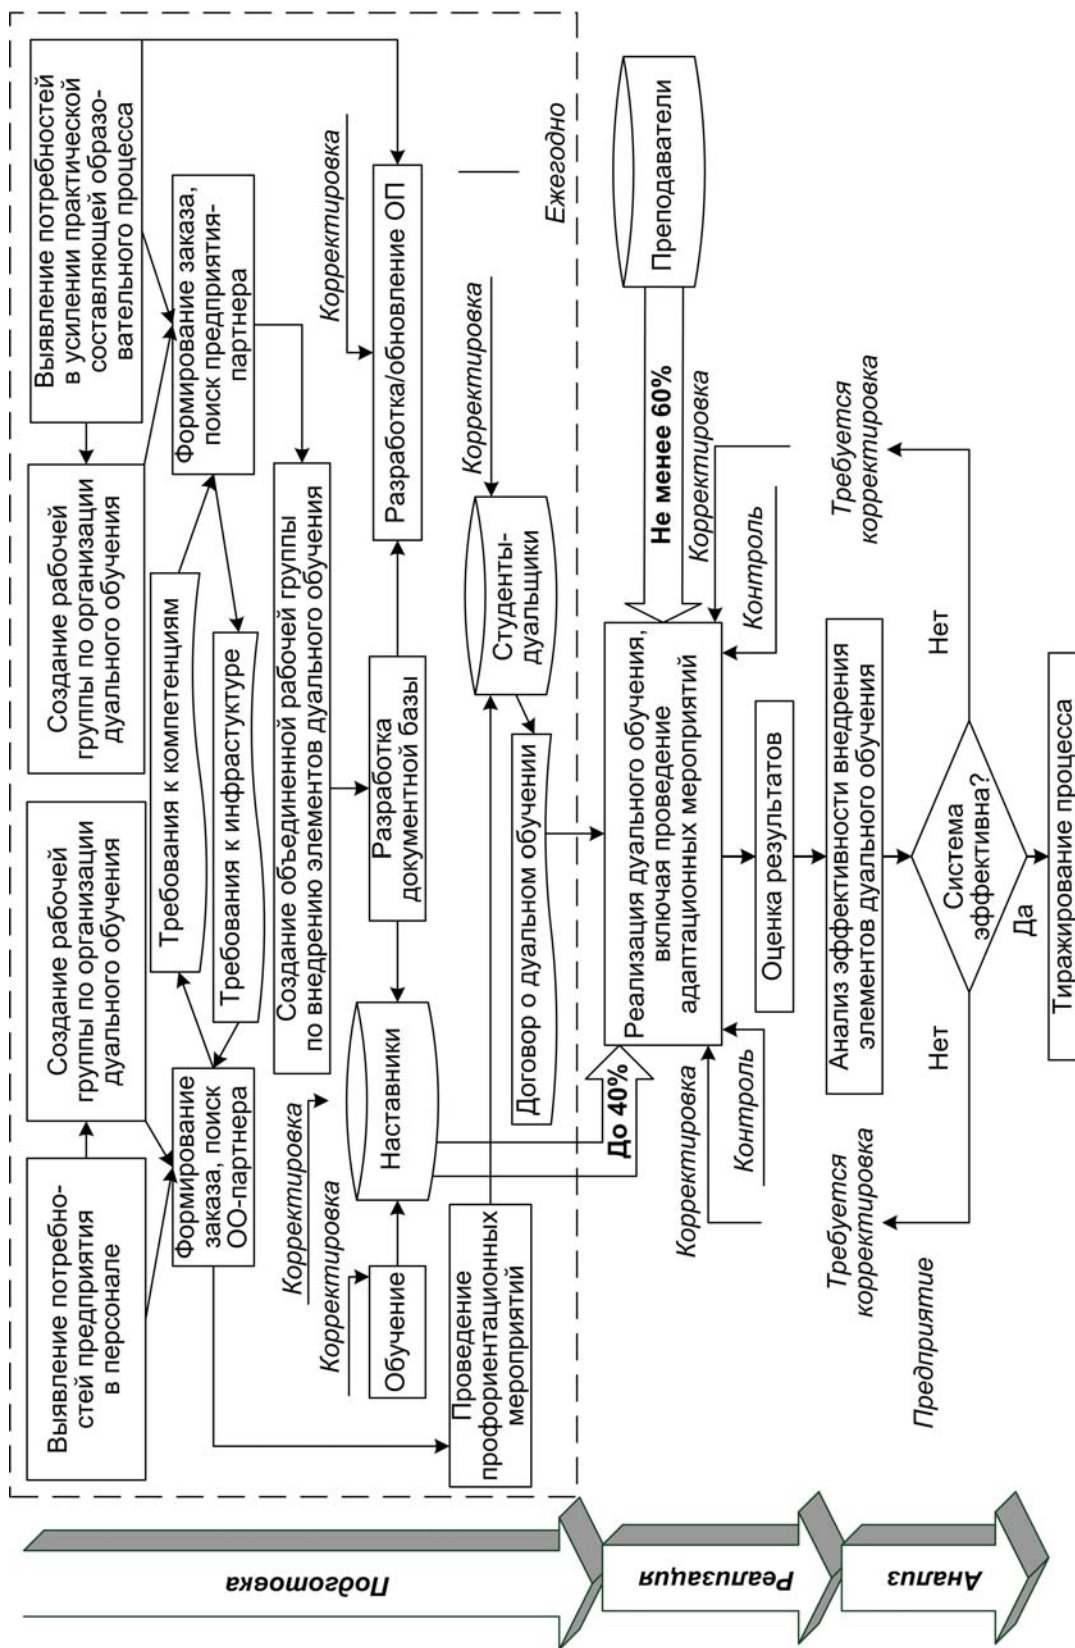 Выявление потребно-
стей предприятия
в персонале
Создание рабочей
группы по организации
дуального обучения
Создание рабочей
группы по организации
дуального обучения
Выявление потребностей
в усилении практической
составляющей образо-
вательного процесса
Формирование
заказа, поиск
ОО-партнера
Требования к компетенциям
Требования к инфрастуктуре
Формирование заказа,
поиск предприятия-
партнера
Создание объединенной рабочей группы
по внедрению элементов дуального обучения
Корректировка
Корректировка
Корректировка
Обучение
Наставники
Разработка
документной базы
Разработка/обновление ОП
Проведение
профориентационных
мероприятий
Студенты-
дуальщики
Корректировка
Договор о дуальном обучении
Ежегодно
До 40%
Реализация дуального обучения,
включая проведение
адаптационных мероприятий
Не менее 60%
Преподаватели
Корректировка
Контроль
Корректировка
Контроль
Оценка результатов
Анализ эффективности внедрения
элементов дуального обучения
Требуется
корректировка
Нет
Система
эффективна?
Нет
Требуется
корректировка
Да
Предприятие
Тиражирование процесса
Подготовка
Реализация
Анализ